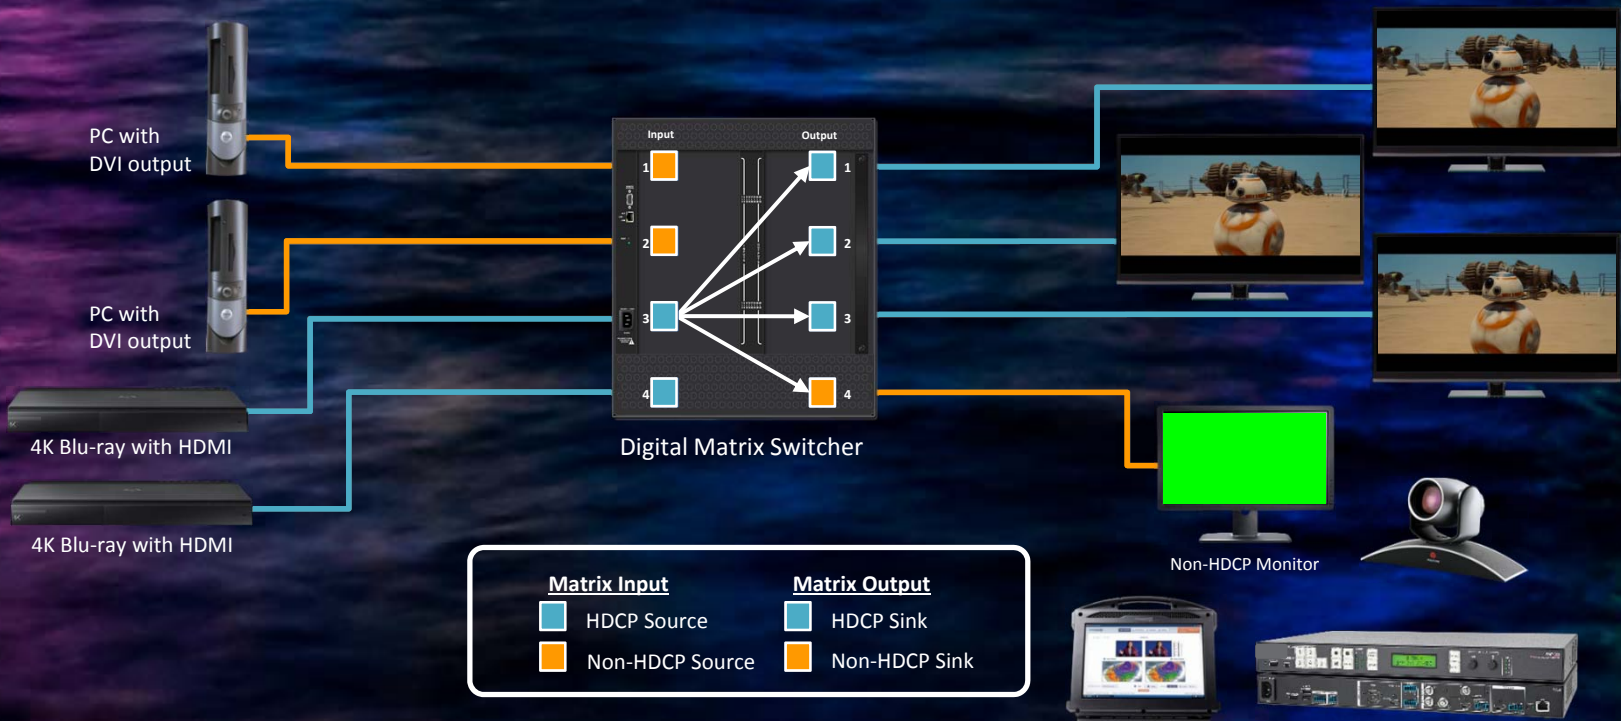 PC with
DVI output
PC with
DVI output
4K Blu-ray with HDMI
4K Blu-ray with HDMI
Input
Output
1
1
2
2
3
3
4
4
Digital Matrix Switcher
Non-HDCP Monitor
Matrix Input
Matrix Output
HDCP Source
HDCP Sink
Non-HDCP Source
Non-HDCP Sink